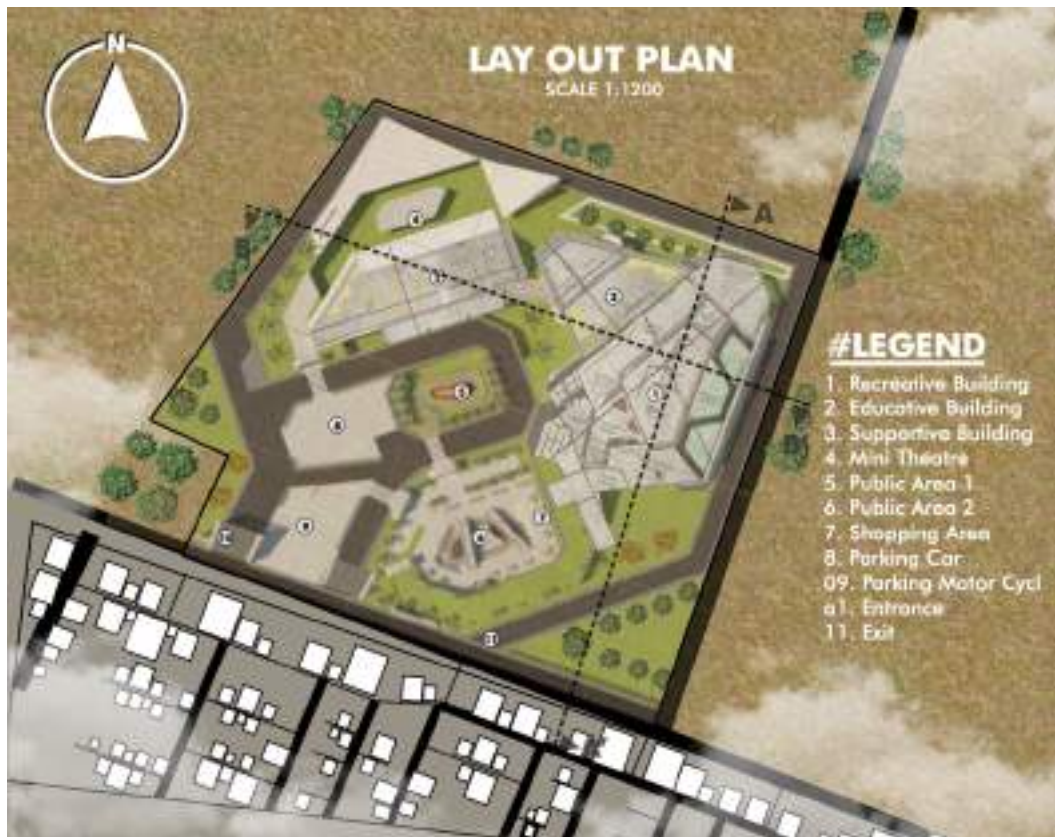 N
LAY OUT PLAN
SCALE 1:1200
A
#LEGEND
1. Recreative Building
2. Educative Building
3. Supportive Building
4. Mini Theatre
5. Public Area 1
6. Public Area 2
7. Shopping Area
8. Parking Car
09. Parking Motor Cycl
a1. Entrance
11. Exit